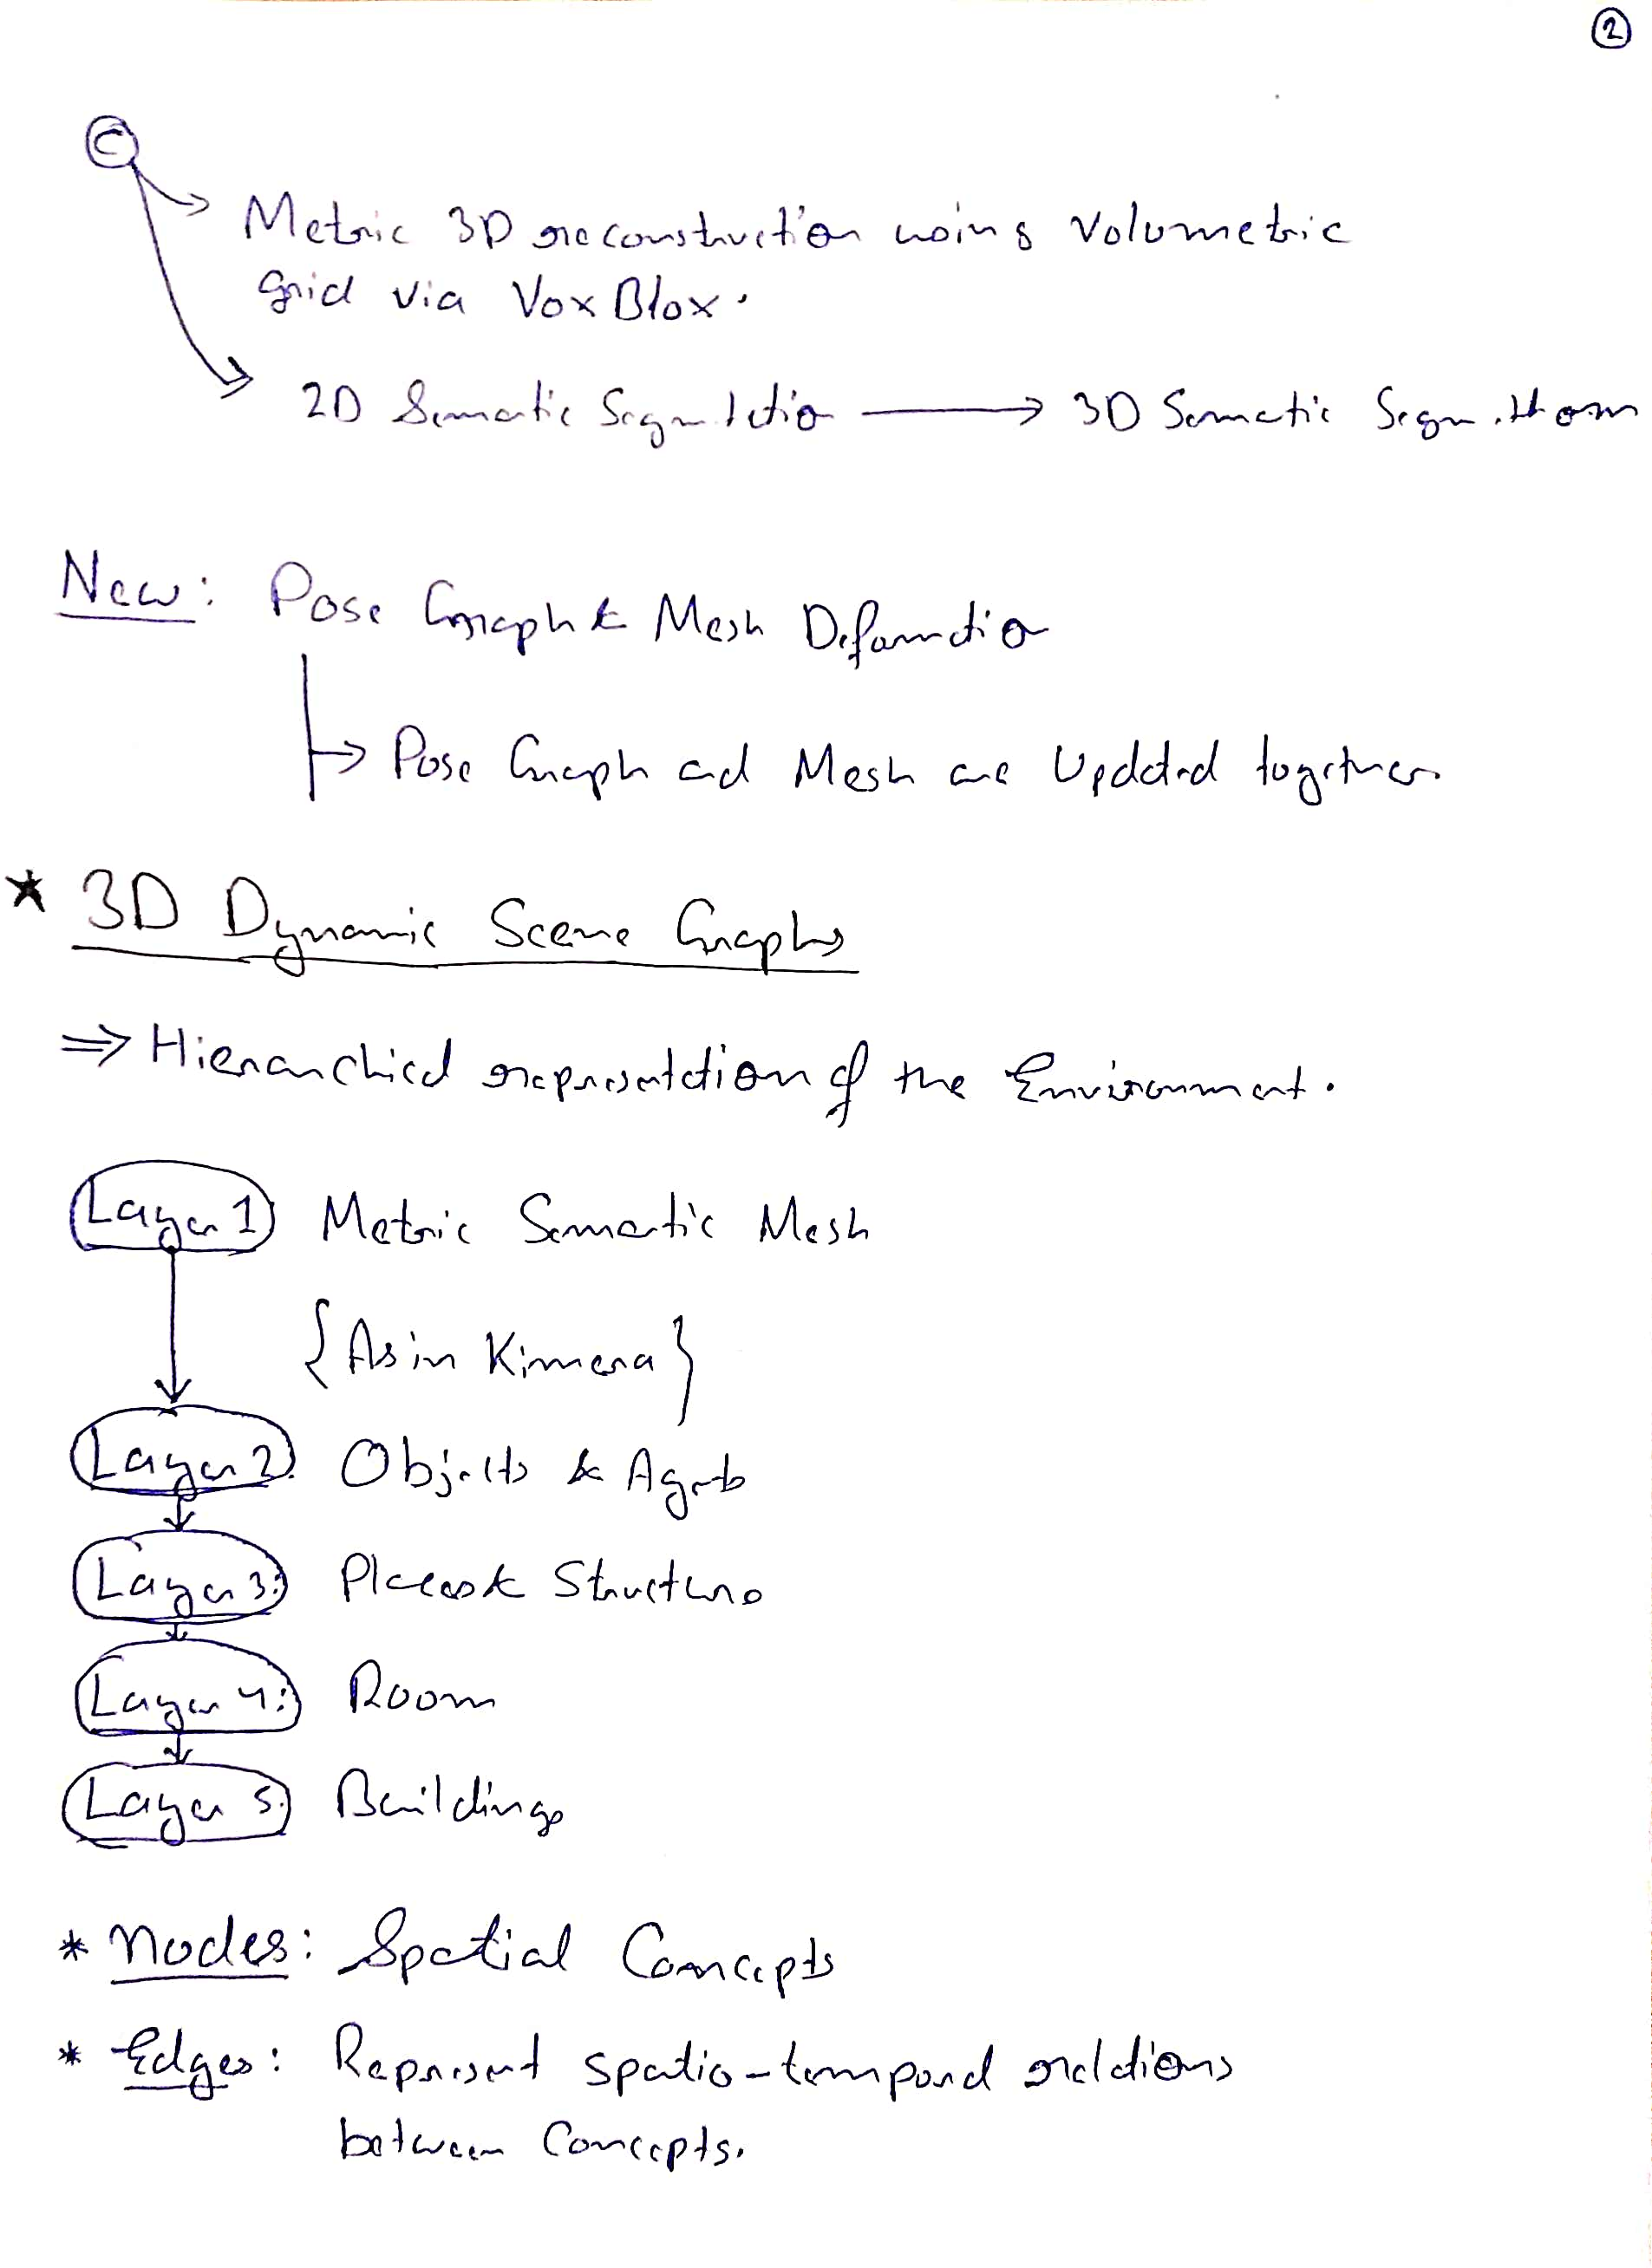 2
C
Metric 3D reconstruction using Volumetric
grid via VoxBlox.
2D Semantic Segmentation → 3D Semantic Segmentation
New: Pose Graph & Mesh Deformation
→ Pose Graph and Mesh are Updated together
* 3D Dynamic Scene Graphs
⇒ Hierarchical representation of the Environment.
Layer 1 Metric Semantic Mesh
{As in Kimera}
Layer 2: Objects & Agents
Layer 3: Places & Structures
Layer 4: Room
Layer 5: Buildings
* Nodes: Spatial Concepts
* Edges: Represent spatio-temporal relations
between Concepts.